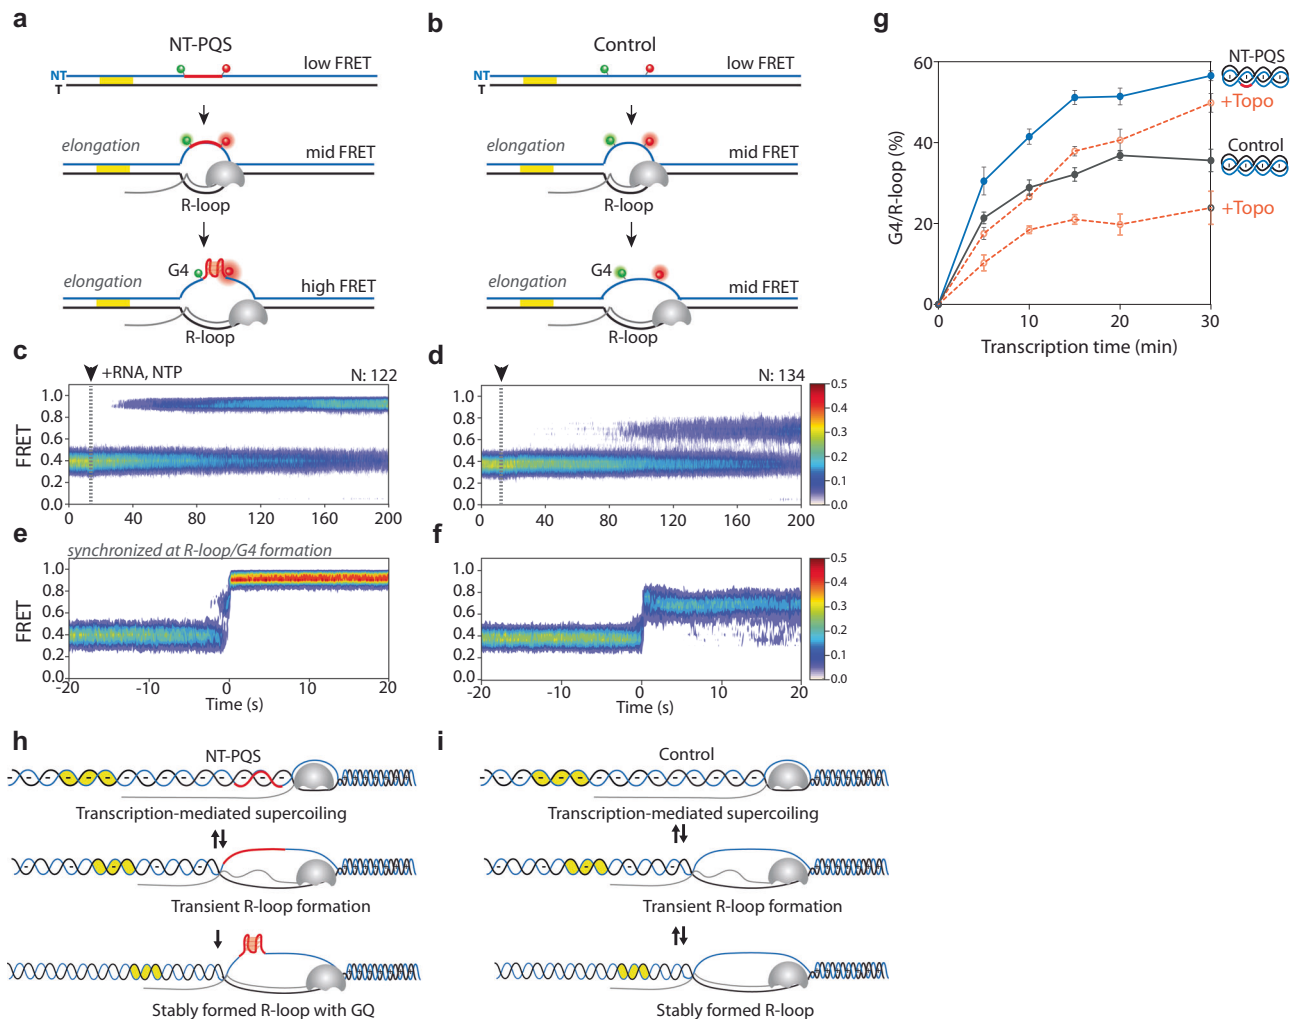 a
NT-PQS
low FRET
NT
T
elongation
mid FRET
R-loop
G4
elongation
high FRET
R-loop
b
Control
low FRET
elongation
mid FRET
R-loop
G4
elongation
mid FRET
R-loop
g
G4/R-loop (%)
60
40
20
0
0 10 20 30
Transcription time (min)
NT-PQS
+Topo
Control
+Topo
c
+RNA, NTP
N: 122
FRET
1.0
0.8
0.6
0.4
0.2
0.0
0 40 80 120 160 200
d
N: 134
1.0
0.8
0.6
0.4
0.2
0.0
0 40 80 120 160 200
0.5
0.4
0.3
0.2
0.1
0.0
e
synchronized at R-loop/G4 formation
FRET
1.0
0.8
0.6
0.4
0.2
0.0
-20 -10 0 10 20
Time (s)
f
1.0
0.8
0.6
0.4
0.2
0.0
-20 -10 0 10 20
Time (s)
0.5
0.4
0.3
0.2
0.1
0.0
h
NT-PQS
Transcription-mediated supercoiling
Transient R-loop formation
Stably formed R-loop with GQ
i
Control
Transcription-mediated supercoiling
Transient R-loop formation
Stably formed R-loop